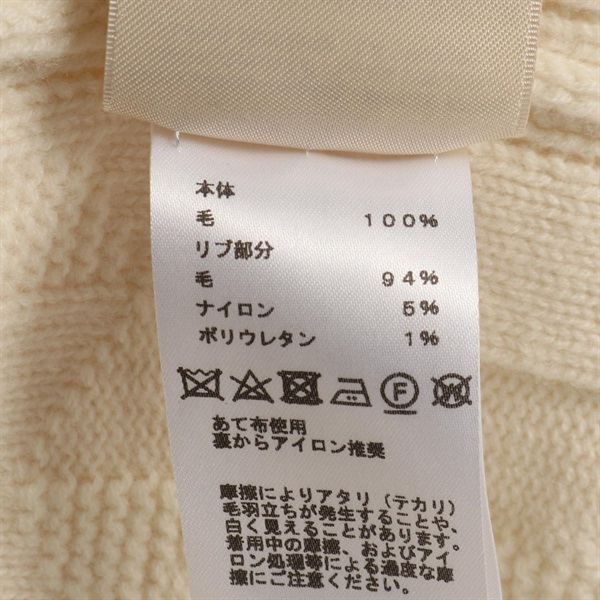 本体
毛 100%
リブ部分
毛 94%
ナイロン 5%
ポリウレタン 1%
F W
あて布使用
裏からアイロン推奨
摩擦によりアタリ(テカリ)
毛羽立ちが発生することや、
白く見えることがあります。
着用中の摩擦、およびアイ
ロン処理等による過度な摩
擦にご注意ください。